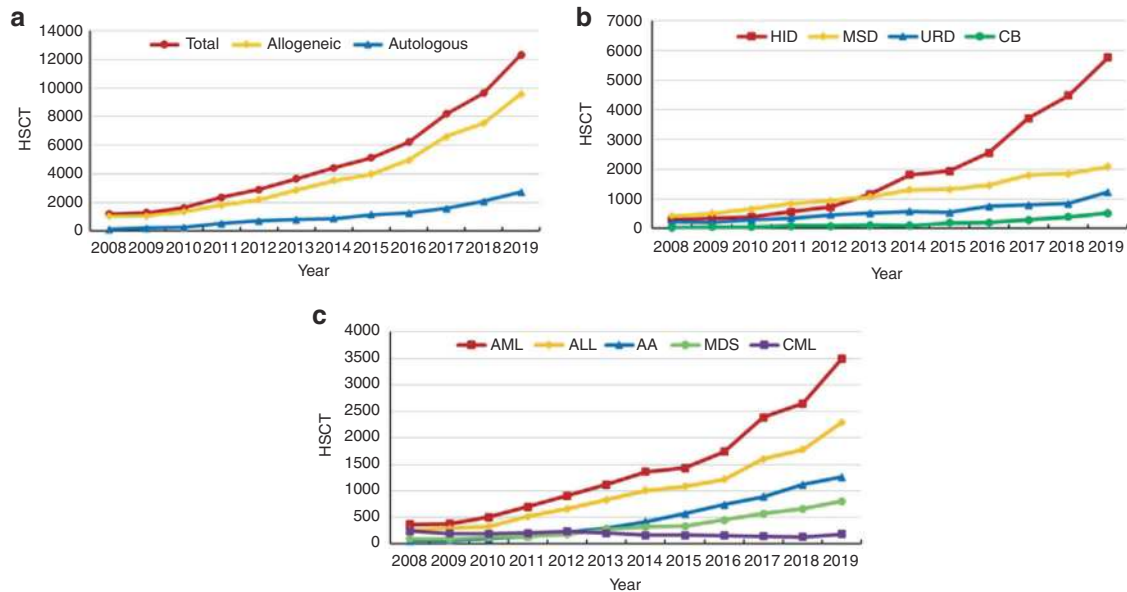 a
Total Allogeneic Autologous
HSCT
14000
12000
10000
8000
6000
4000
2000
0
2008 2009 2010 2011 2012 2013 2014 2015 2016 2017 2018 2019
Year
b
HID MSD URD CB
HSCT
7000
6000
5000
4000
3000
2000
1000
0
2008 2009 2010 2011 2012 2013 2014 2015 2016 2017 2018 2019
Year
c
AML ALL AA MDS CML
HSCT
4000
3500
3000
2500
2000
1500
1000
500
0
2008 2009 2010 2011 2012 2013 2014 2015 2016 2017 2018 2019
Year